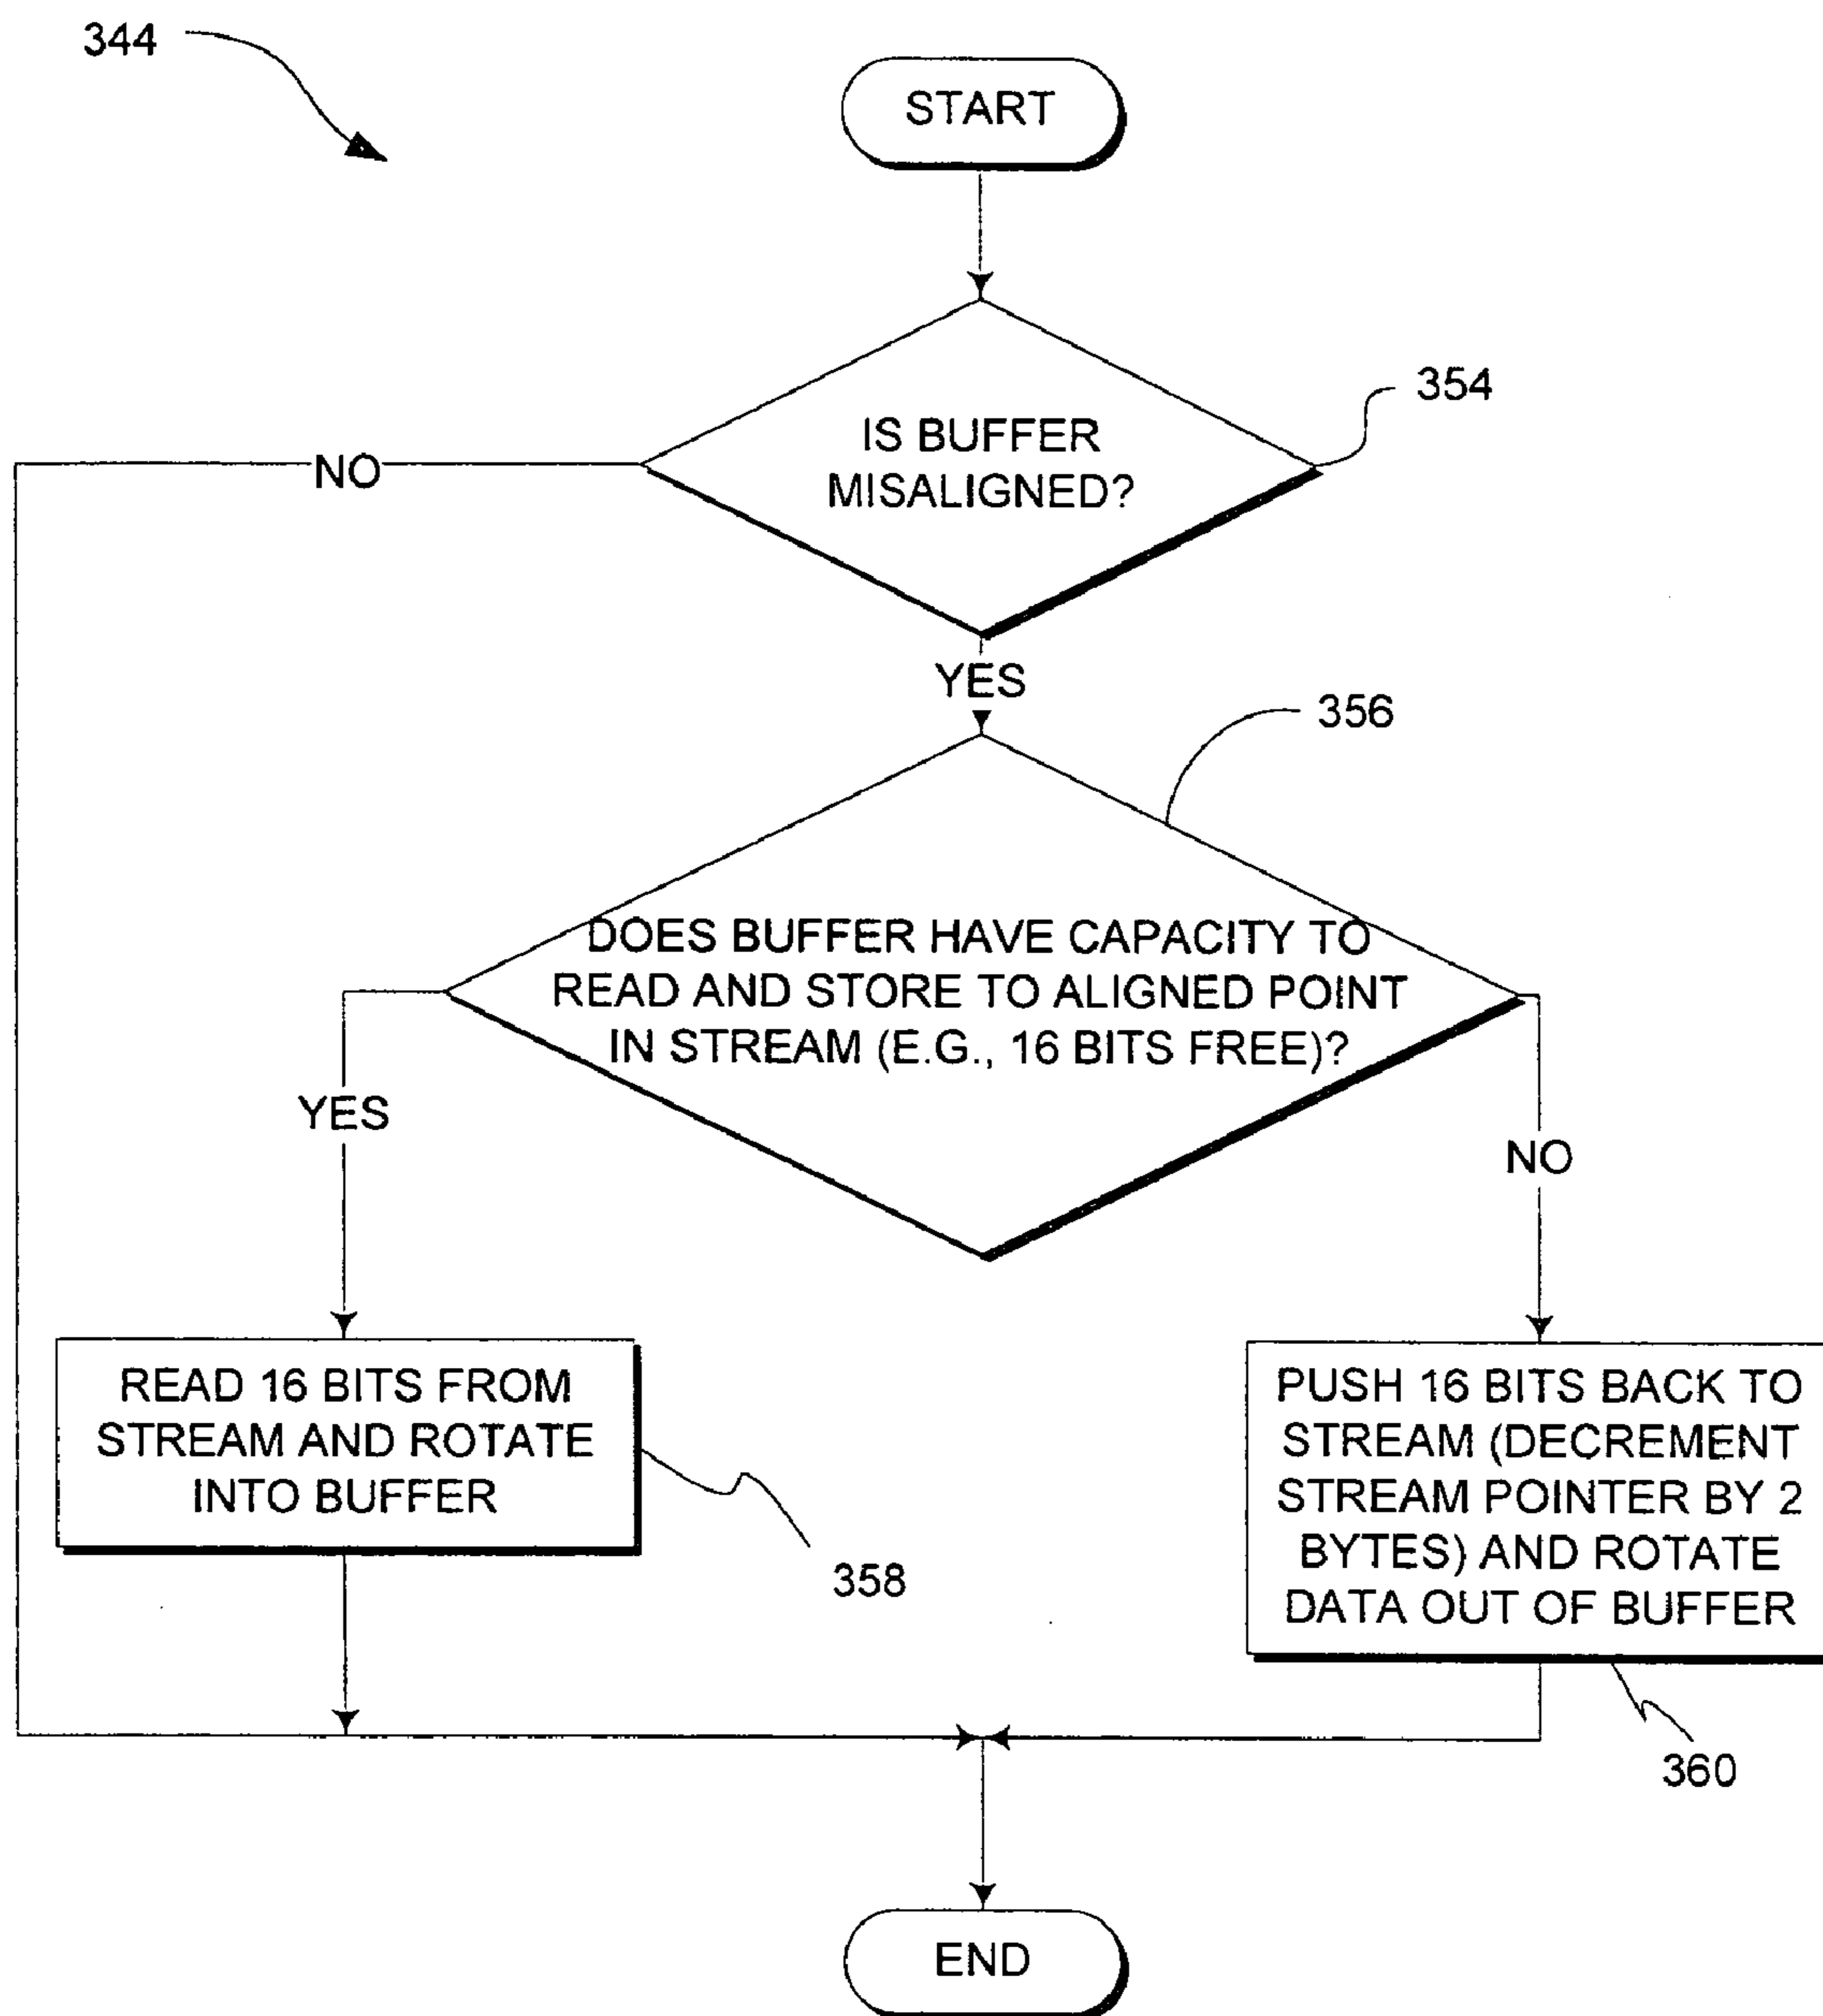 344
START
354
IS BUFFER
MISALIGNED?
NO
YES
356
DOES BUFFER HAVE CAPACITY TO
READ AND STORE TO ALIGNED POINT
IN STREAM (E.G., 16 BITS FREE)?
YES
NO
READ 16 BITS FROM
STREAM AND ROTATE
INTO BUFFER
358
PUSH 16 BITS BACK TO
STREAM (DECREMENT
STREAM POINTER BY 2
BYTES) AND ROTATE
DATA OUT OF BUFFER
360
END